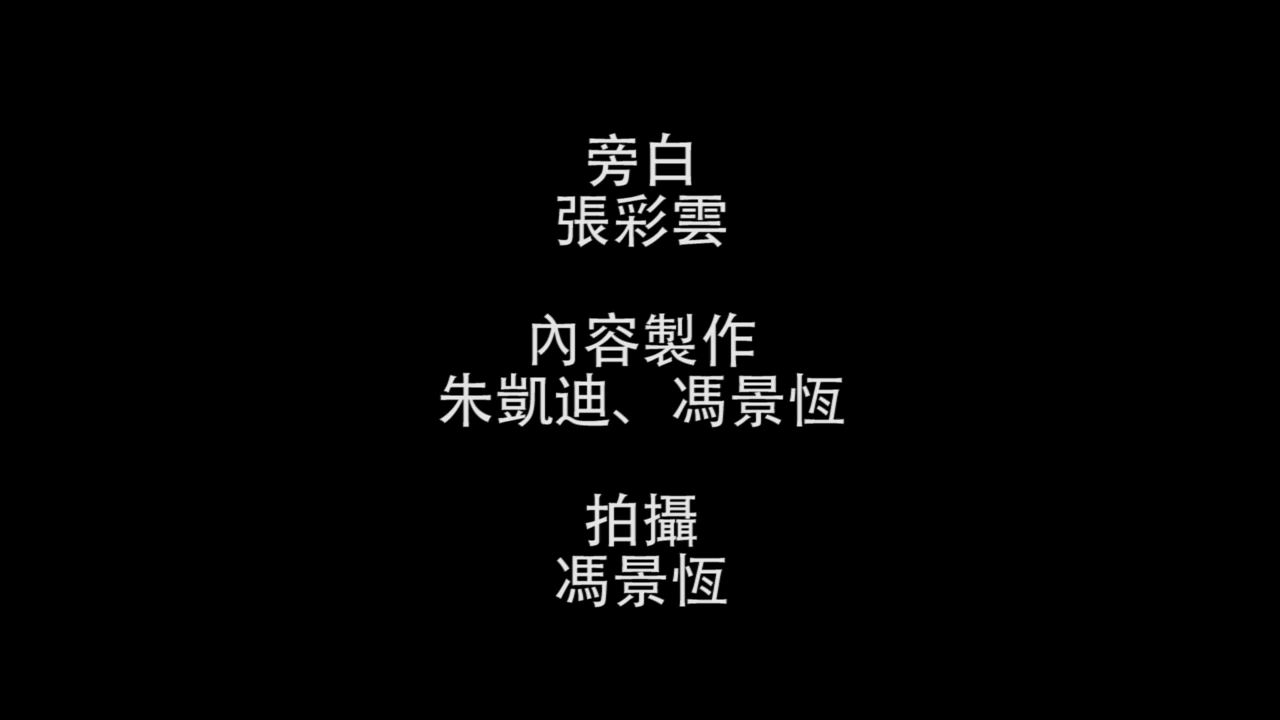 旁白
張彩雲
內容製作
朱凱迪、馮景恆
拍攝
馮景恆